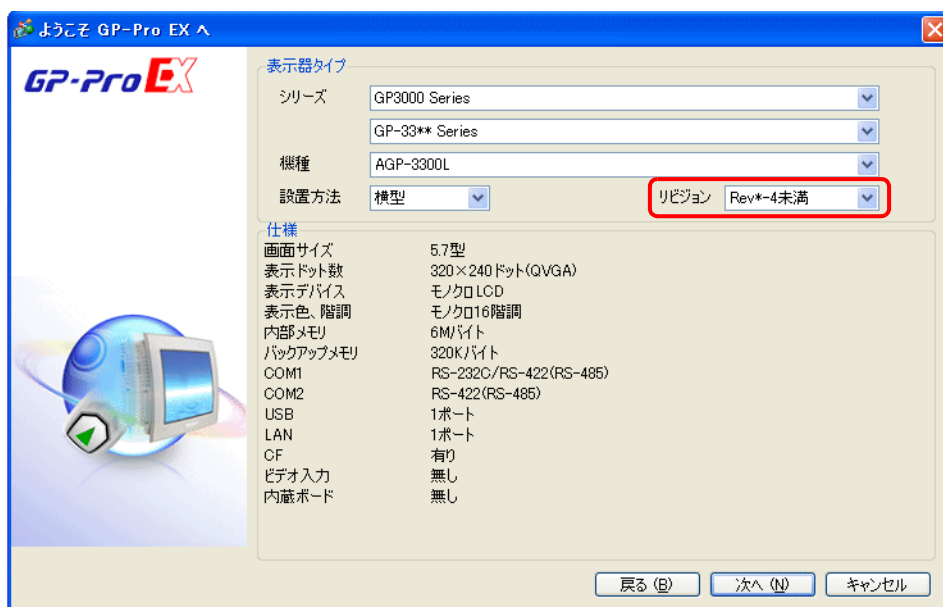 ようこそ GP-Pro EX へ
GP-Pro EX
表示器タイプ
シリーズ GP3000 Series
GP-33** Series
機種 AGP-3300L
設置方法 横型 リビジョン Rev*-4未満
仕様
画面サイズ 5.7型
表示ドット数 320×240ドット(QVGA)
表示デバイス モノクロLCD
表示色、階調 モノクロ16階調
内部メモリ 6Mバイト
バックアップメモリ 320Kバイト
COM1 RS-232C/RS-422(RS-485)
COM2 RS-422(RS-485)
USB 1ポート
LAN 1ポート
CF 有り
ビデオ入力 無し
内蔵ボード 無し
戻る (B) 次へ (N) キャンセル